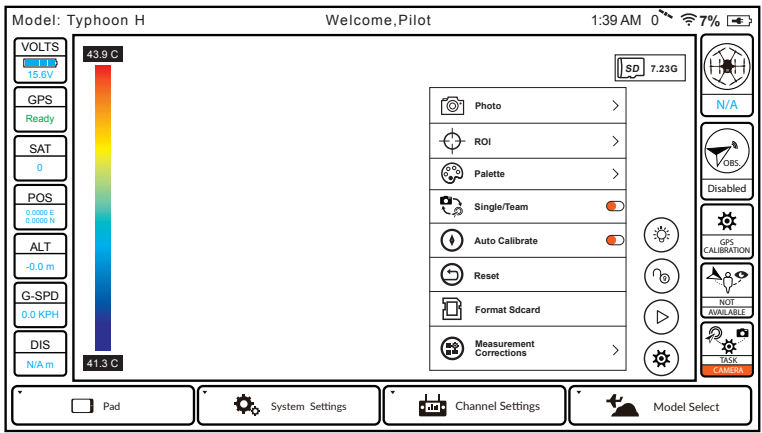 Model: Typhoon H
Welcome,Pilot
1:39 AM 0 7%
VOLTS
15.6V
GPS
Ready
SAT
0
POS
0.0000 E
0.0000 N
ALT
-0.0 m
G-SPD
0.0 KPH
DIS
N/A m
43.9 C
41.3 C
SD 7.23G
Photo
ROI
Palette
Single/Team
Auto Calibrate
Reset
Format Sdcard
Measurement
Corrections
N/A
OBS.
Disabled
GPS
CALIBRATION
NOT
AVAILABLE
TASK
CAMERA
Pad
System Settings
Channel Settings
Model Select